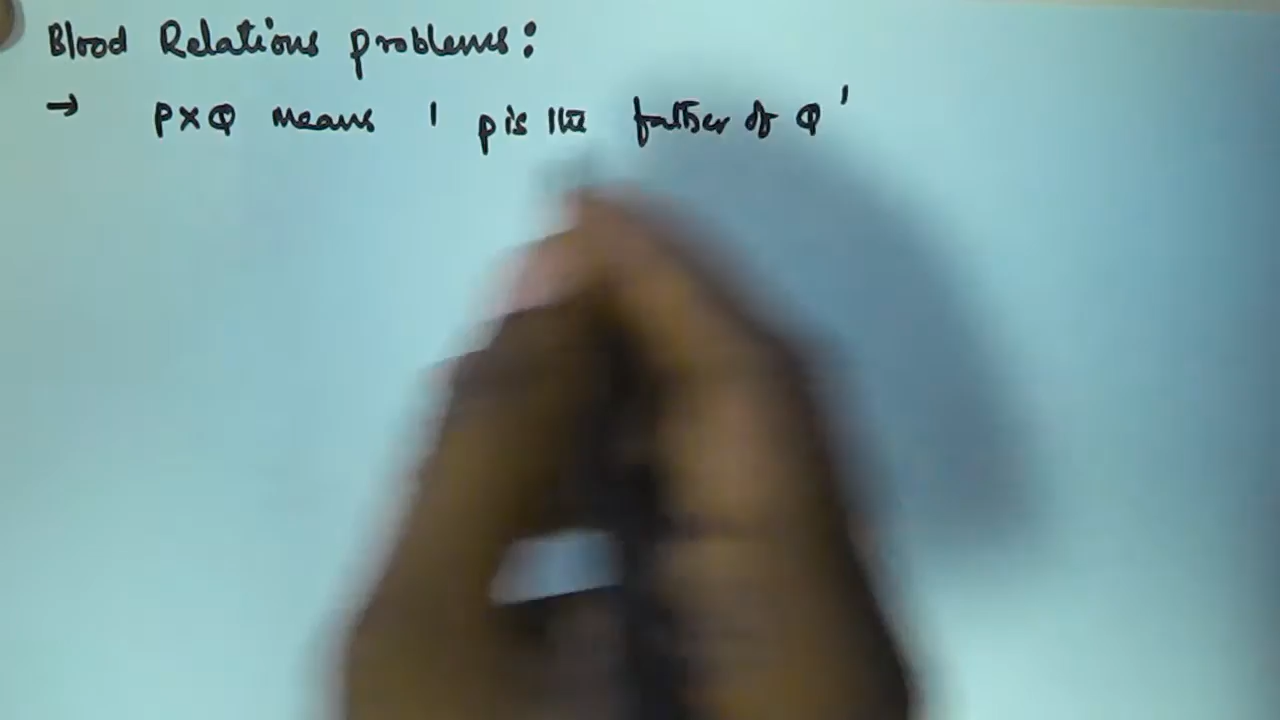 Blood Relations problems:
→ P×Q means ' p is the father of Q '